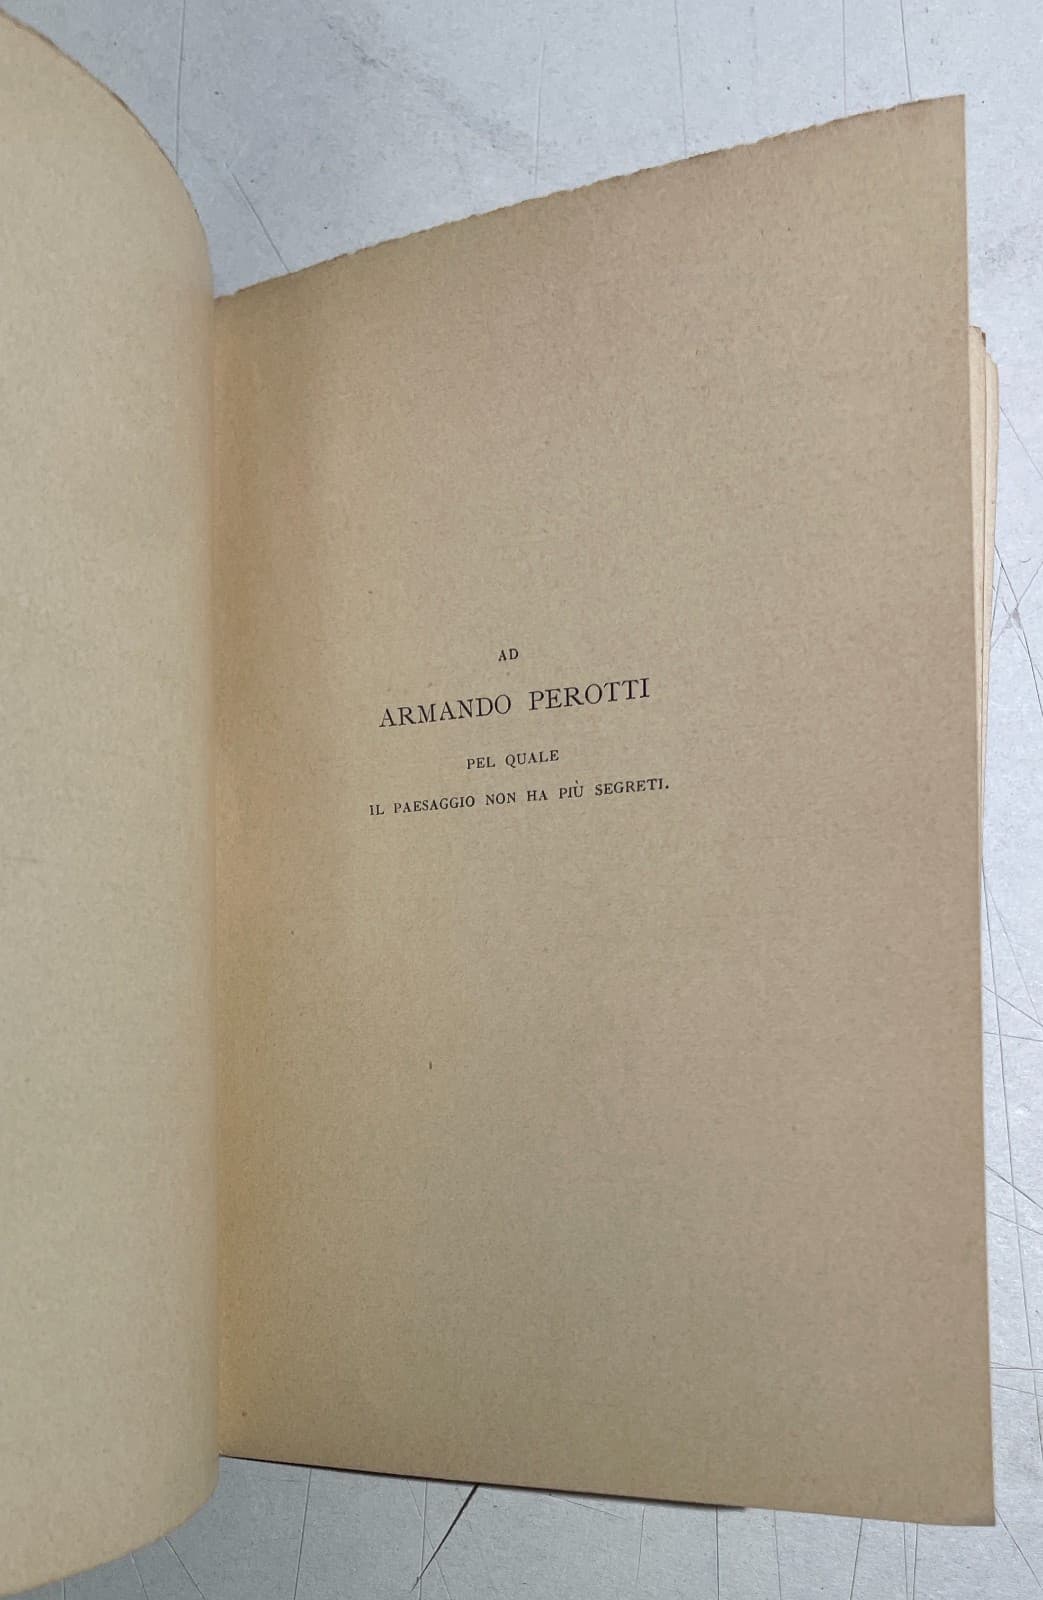 AD
ARMANDO PEROTTI
PEL QUALE
IL PAESAGGIO NON HA PIÙ SEGRETI.